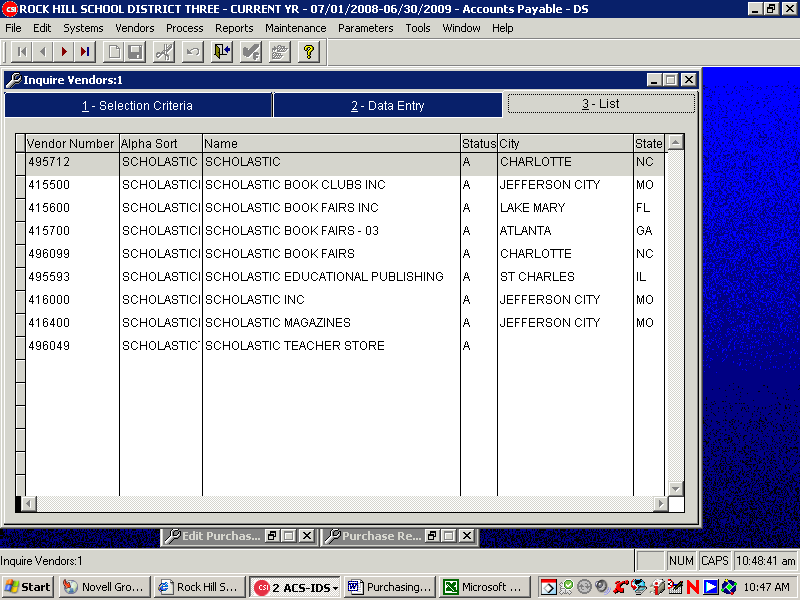 ROCK HILL SCHOOL DISTRICT THREE - CURRENT YR - 07/01/2008-06/30/2009 - Accounts Payable - DS
File Edit Systems Vendors Process Reports Maintenance Parameters Tools Window Help
Inquire Vendors:1
1 - Selection Criteria 2 - Data Entry 3 - List
Vendor Number Alpha Sort Name Status City State
495712 SCHOLASTIC SCHOLASTIC A CHARLOTTE NC
415500 SCHOLASTICI SCHOLASTIC BOOK CLUBS INC A JEFFERSON CITY MO
415600 SCHOLASTICI SCHOLASTIC BOOK FAIRS INC A LAKE MARY FL
415700 SCHOLASTICI SCHOLASTIC BOOK FAIRS - 03 A ATLANTA GA
496099 SCHOLASTICI SCHOLASTIC BOOK FAIRS A CHARLOTTE NC
495593 SCHOLASTICI SCHOLASTIC EDUCATIONAL PUBLISHING A ST CHARLES IL
416000 SCHOLASTICI SCHOLASTIC INC A JEFFERSON CITY MO
416400 SCHOLASTICI SCHOLASTIC MAGAZINES A JEFFERSON CITY MO
496049 SCHOLASTIC SCHOLASTIC TEACHER STORE A
Edit Purchas... Purchase Re...
Inquire Vendors:1 NUM CAPS 10:48:41 am
Start Novell Gro... Rock Hill S... CSI 2 ACS-IDS Purchasing... Microsoft ... 10:47 AM